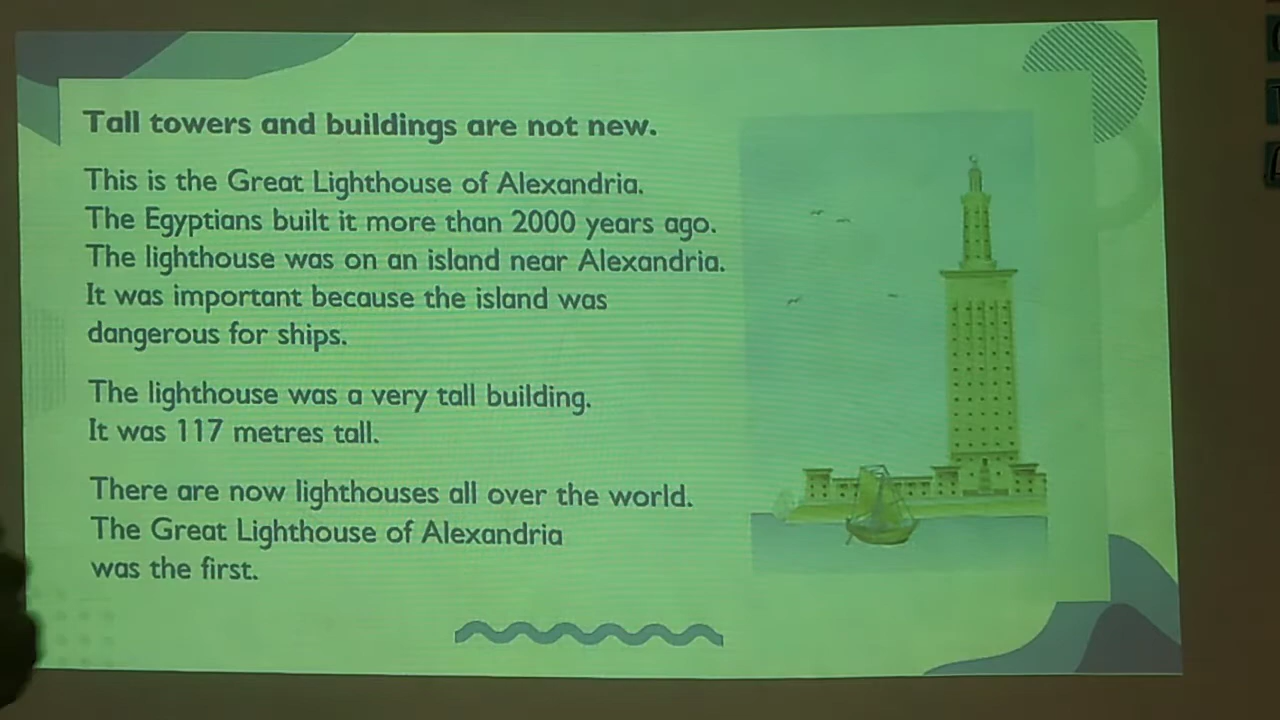 Tall towers and buildings are not new.
This is the Great Lighthouse of Alexandria.
The Egyptians built it more than 2000 years ago.
The lighthouse was on an island near Alexandria.
It was important because the island was
dangerous for ships.
The lighthouse was a very tall building.
It was 117 metres tall.
There are now lighthouses all over the world.
The Great Lighthouse of Alexandria
was the first.